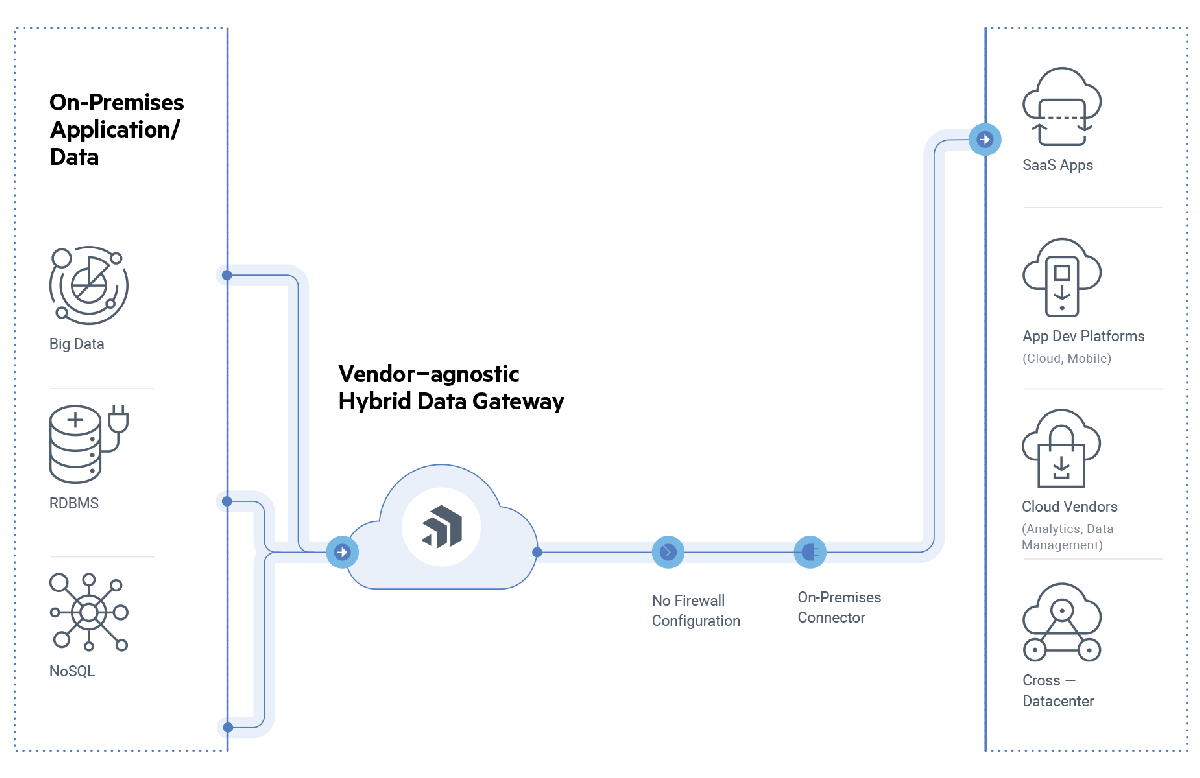 On-Premises
Application/
Data
Big Data
RDBMS
NoSQL
Vendor–agnostic
Hybrid Data Gateway
No Firewall
Configuration
On-Premises
Connector
SaaS Apps
App Dev Platforms
(Cloud, Mobile)
Cloud Vendors
(Analytics, Data
Management)
Cross —
Datacenter